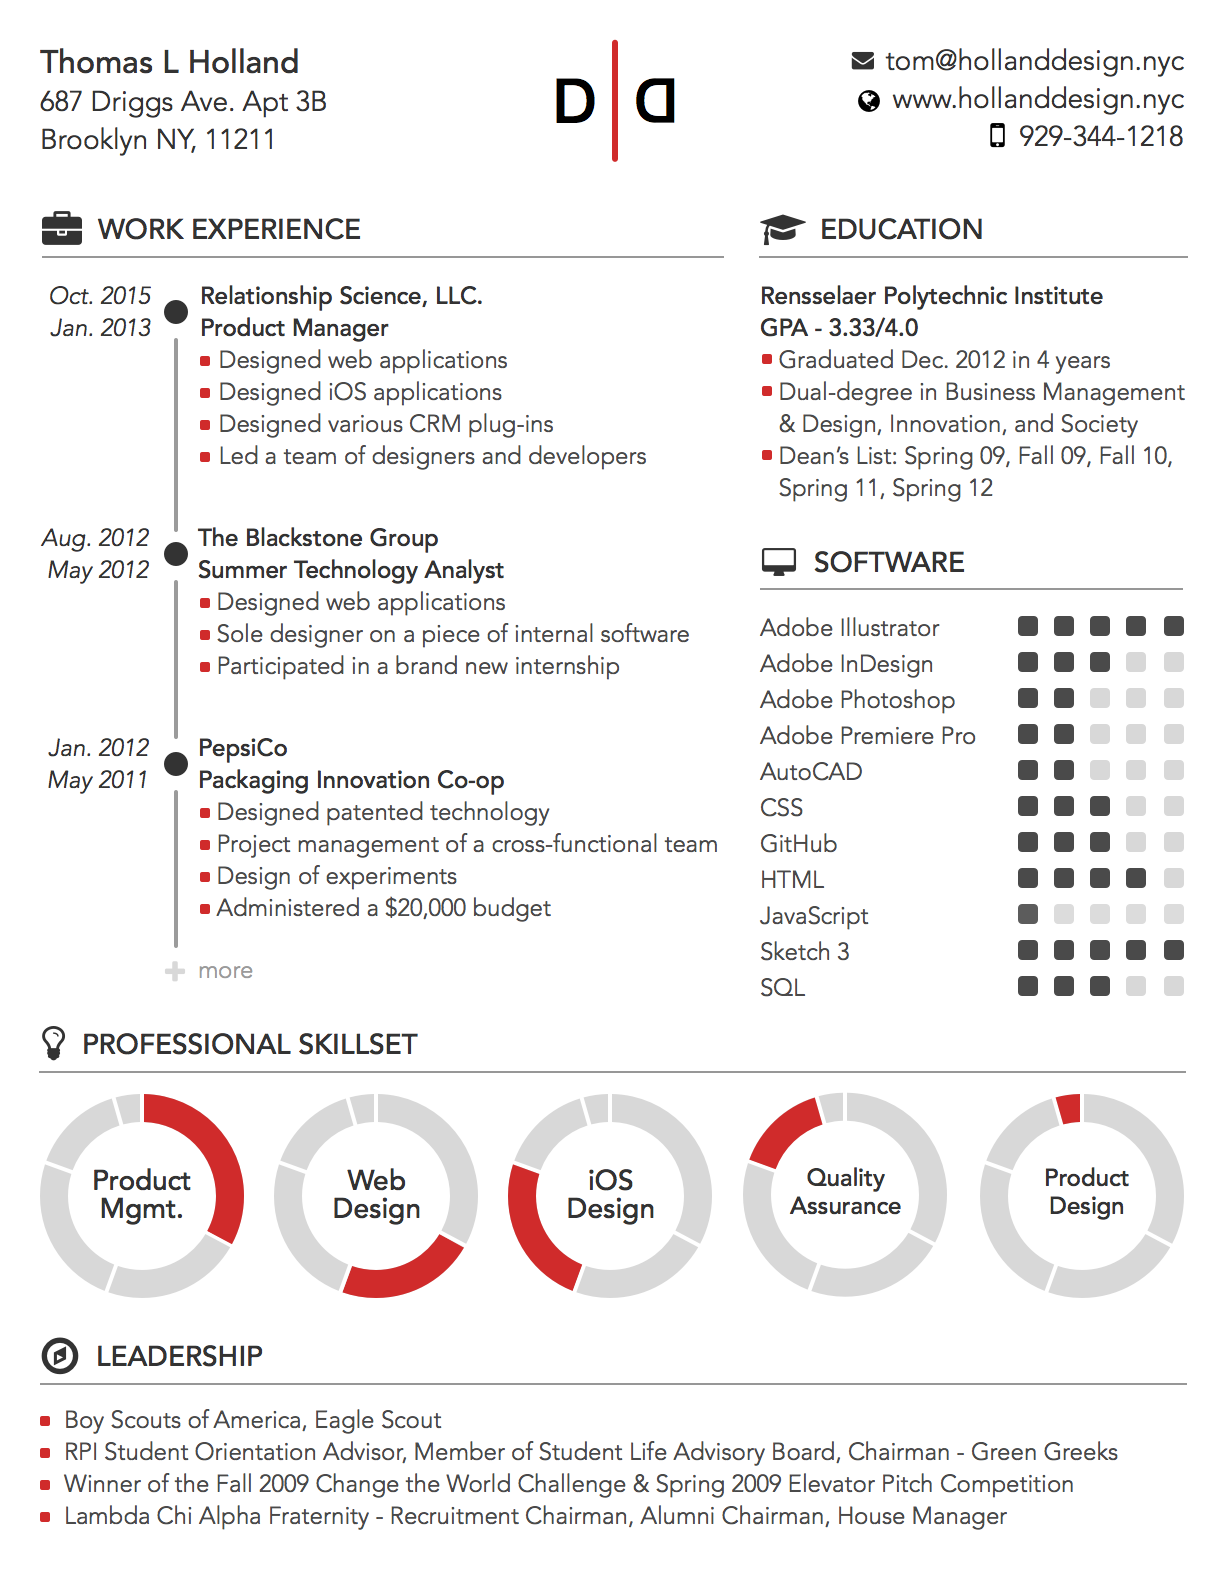 Thomas L Holland
687 Driggs Ave. Apt 3B
Brooklyn NY, 11211
D D
tom@hollanddesign.nyc
www.hollanddesign.nyc
929-344-1218
WORK EXPERIENCE
Oct. 2015
Jan. 2013
Relationship Science, LLC.
Product Manager
Designed web applications
Designed iOS applications
Designed various CRM plug-ins
Led a team of designers and developers
Aug. 2012
May 2012
The Blackstone Group
Summer Technology Analyst
Designed web applications
Sole designer on a piece of internal software
Participated in a brand new internship
Jan. 2012
May 2011
PepsiCo
Packaging Innovation Co-op
Designed patented technology
Project management of a cross-functional team
Design of experiments
Administered a $20,000 budget
more
EDUCATION
Rensselaer Polytechnic Institute
GPA - 3.33/4.0
Graduated Dec. 2012 in 4 years
Dual-degree in Business Management
& Design, Innovation, and Society
Dean's List: Spring 09, Fall 09, Fall 10,
Spring 11, Spring 12
SOFTWARE
Adobe Illustrator
Adobe InDesign
Adobe Photoshop
Adobe Premiere Pro
AutoCAD
CSS
GitHub
HTML
JavaScript
Sketch 3
SQL
PROFESSIONAL SKILLSET
Product
Mgmt.
Web
Design
iOS
Design
Quality
Assurance
Product
Design
LEADERSHIP
Boy Scouts of America, Eagle Scout
RPI Student Orientation Advisor, Member of Student Life Advisory Board, Chairman - Green Greeks
Winner of the Fall 2009 Change the World Challenge & Spring 2009 Elevator Pitch Competition
Lambda Chi Alpha Fraternity - Recruitment Chairman, Alumni Chairman, House Manager